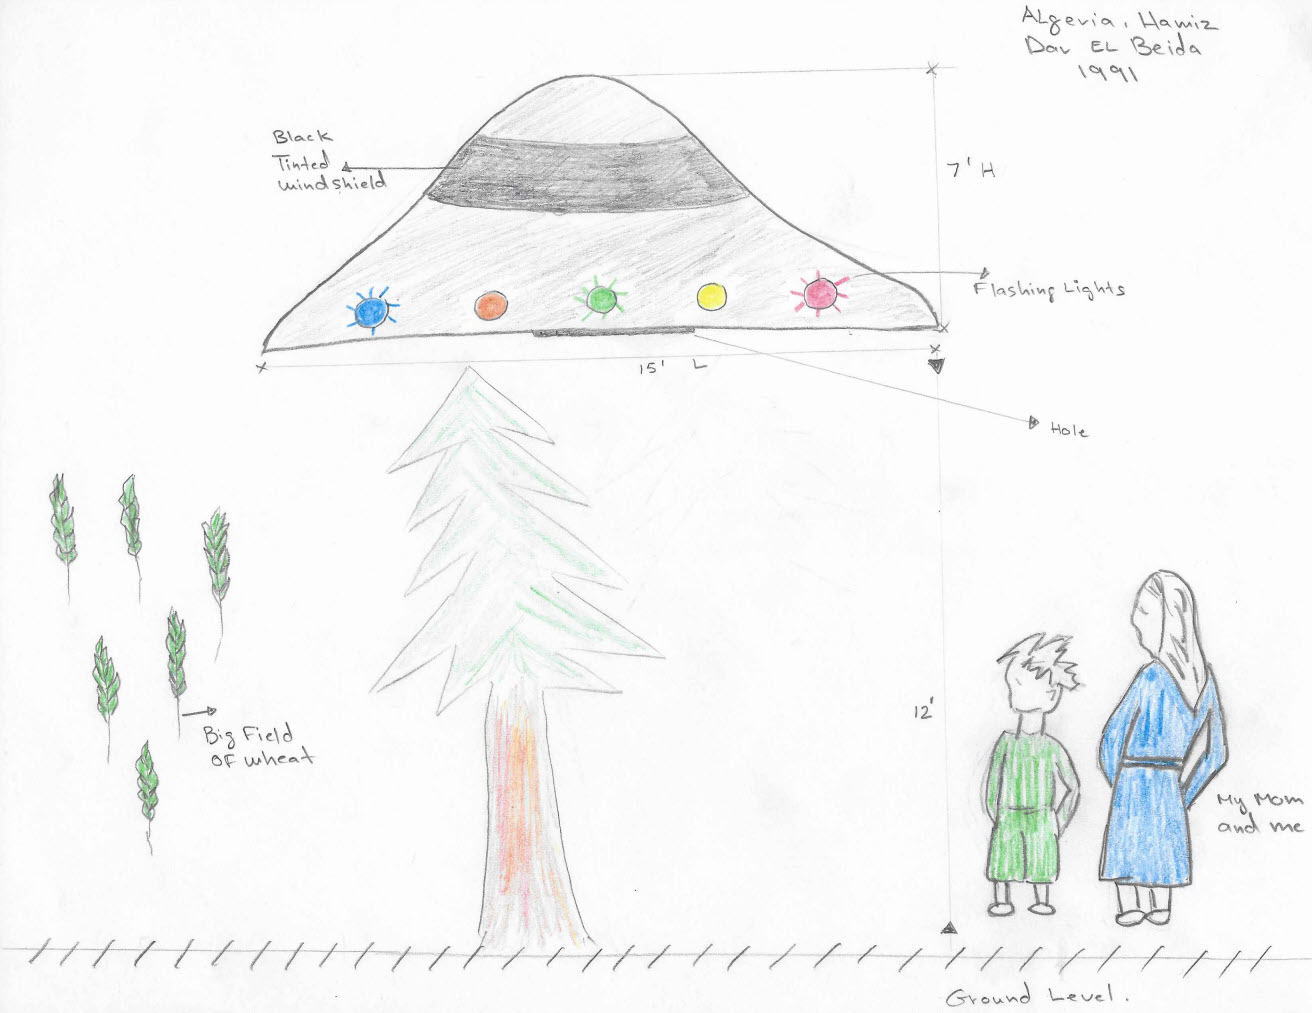 Algeria, Hamiz
Dar EL Beida
1991
Black
Tinted
windshield
7' H
Flashing Lights
15' L
Hole
12'
Big Field
OF wheat
My Mom
and me
Ground Level.